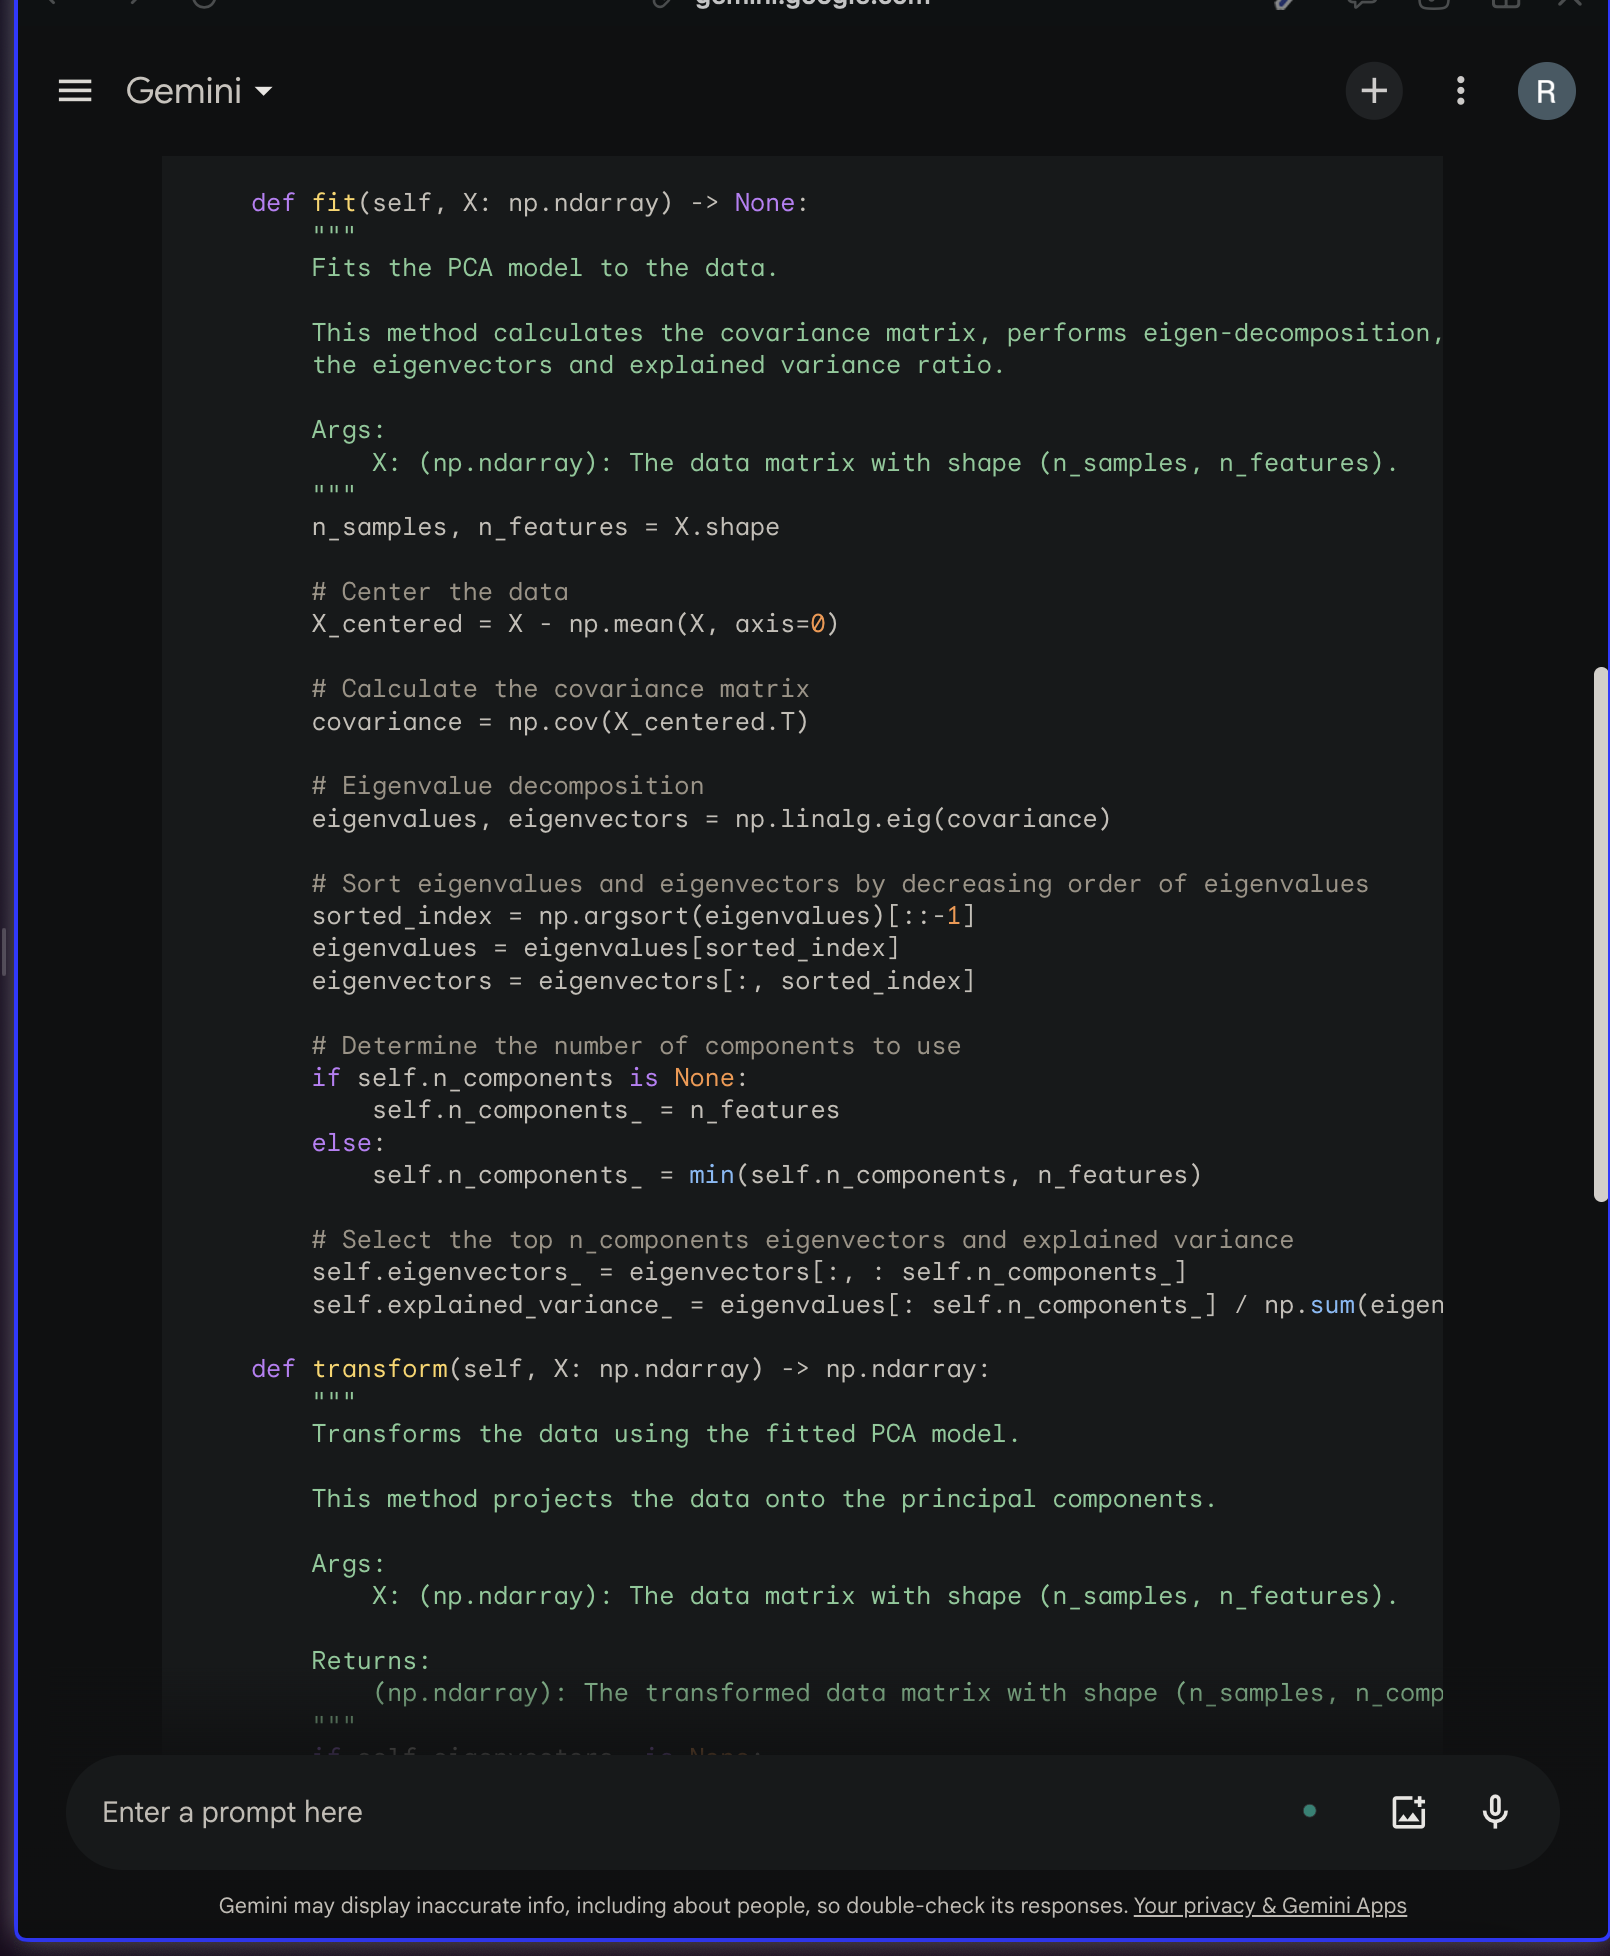 gemini.google.com
Gemini
R
def fit(self, X: np.ndarray) -> None:
"""
Fits the PCA model to the data.
This method calculates the covariance matrix, performs eigen-decomposition,
the eigenvectors and explained variance ratio.
Args:
X: (np.ndarray): The data matrix with shape (n_samples, n_features).
"""
n_samples, n_features = X.shape
# Center the data
X_centered = X - np.mean(X, axis=0)
# Calculate the covariance matrix
covariance = np.cov(X_centered.T)
# Eigenvalue decomposition
eigenvalues, eigenvectors = np.linalg.eig(covariance)
# Sort eigenvalues and eigenvectors by decreasing order of eigenvalues
sorted_index = np.argsort(eigenvalues)[::-1]
eigenvalues = eigenvalues[sorted_index]
eigenvectors = eigenvectors[:, sorted_index]
# Determine the number of components to use
if self.n_components is None:
self.n_components_ = n_features
else:
self.n_components_ = min(self.n_components, n_features)
# Select the top n_components eigenvectors and explained variance
self.eigenvectors_ = eigenvectors[:, : self.n_components_]
self.explained_variance_ = eigenvalues[: self.n_components_] / np.sum(eigen
def transform(self, X: np.ndarray) -> np.ndarray:
"""
Transforms the data using the fitted PCA model.
This method projects the data onto the principal components.
Args:
X: (np.ndarray): The data matrix with shape (n_samples, n_features).
Returns:
(np.ndarray): The transformed data matrix with shape (n_samples, n_comp
"""
if self.eigenvectors_ is None:
Enter a prompt here
Gemini may display inaccurate info, including about people, so double-check its responses. Your privacy & Gemini Apps